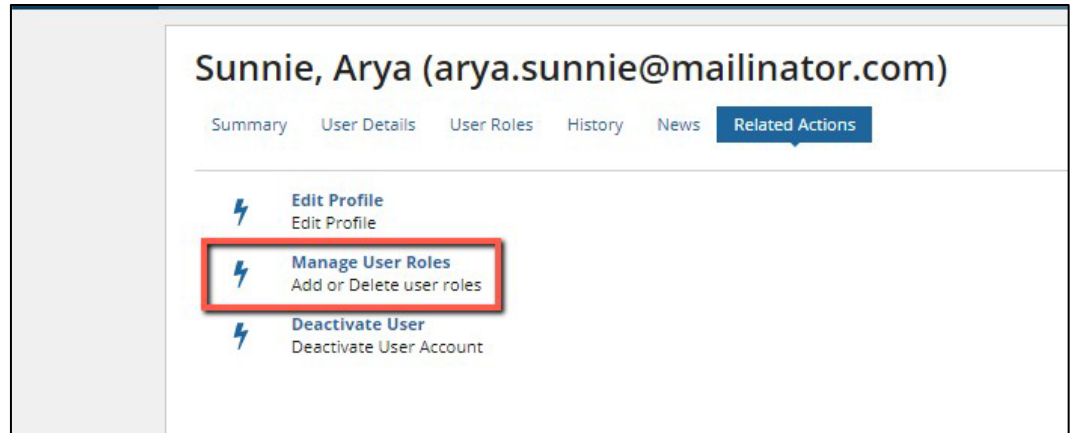 Sunnie, Arya (arya.sunnie@mailinator.com)
Summary User Details User Roles History News Related Actions
Edit Profile
Edit Profile
Manage User Roles
Add or Delete user roles
Deactivate User
Deactivate User Account